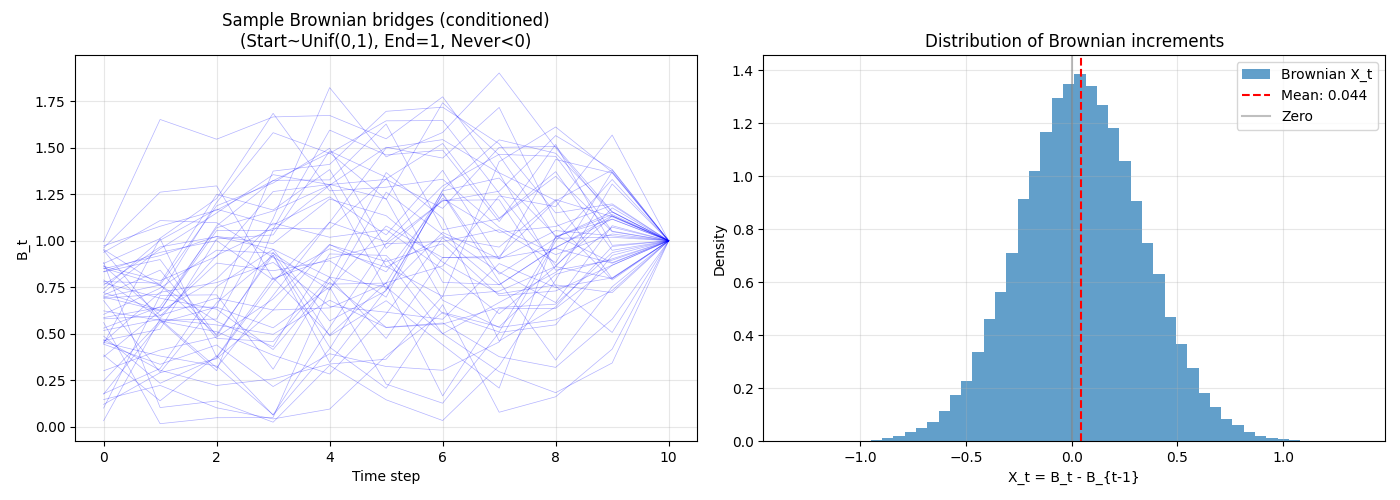 Sample Brownian bridges (conditioned)
(Start~Unif(0,1), End=1, Never<0)
B_t
1.75
1.50
1.25
1.00
0.75
0.50
0.25
0.00
0
2
4
6
8
10
Time step
Distribution of Brownian increments
Density
1.4
1.2
1.0
0.8
0.6
0.4
0.2
0.0
Brownian X_t
Mean: 0.044
Zero
−1.0
−0.5
0.0
0.5
1.0
X_t = B_t - B_{t-1}